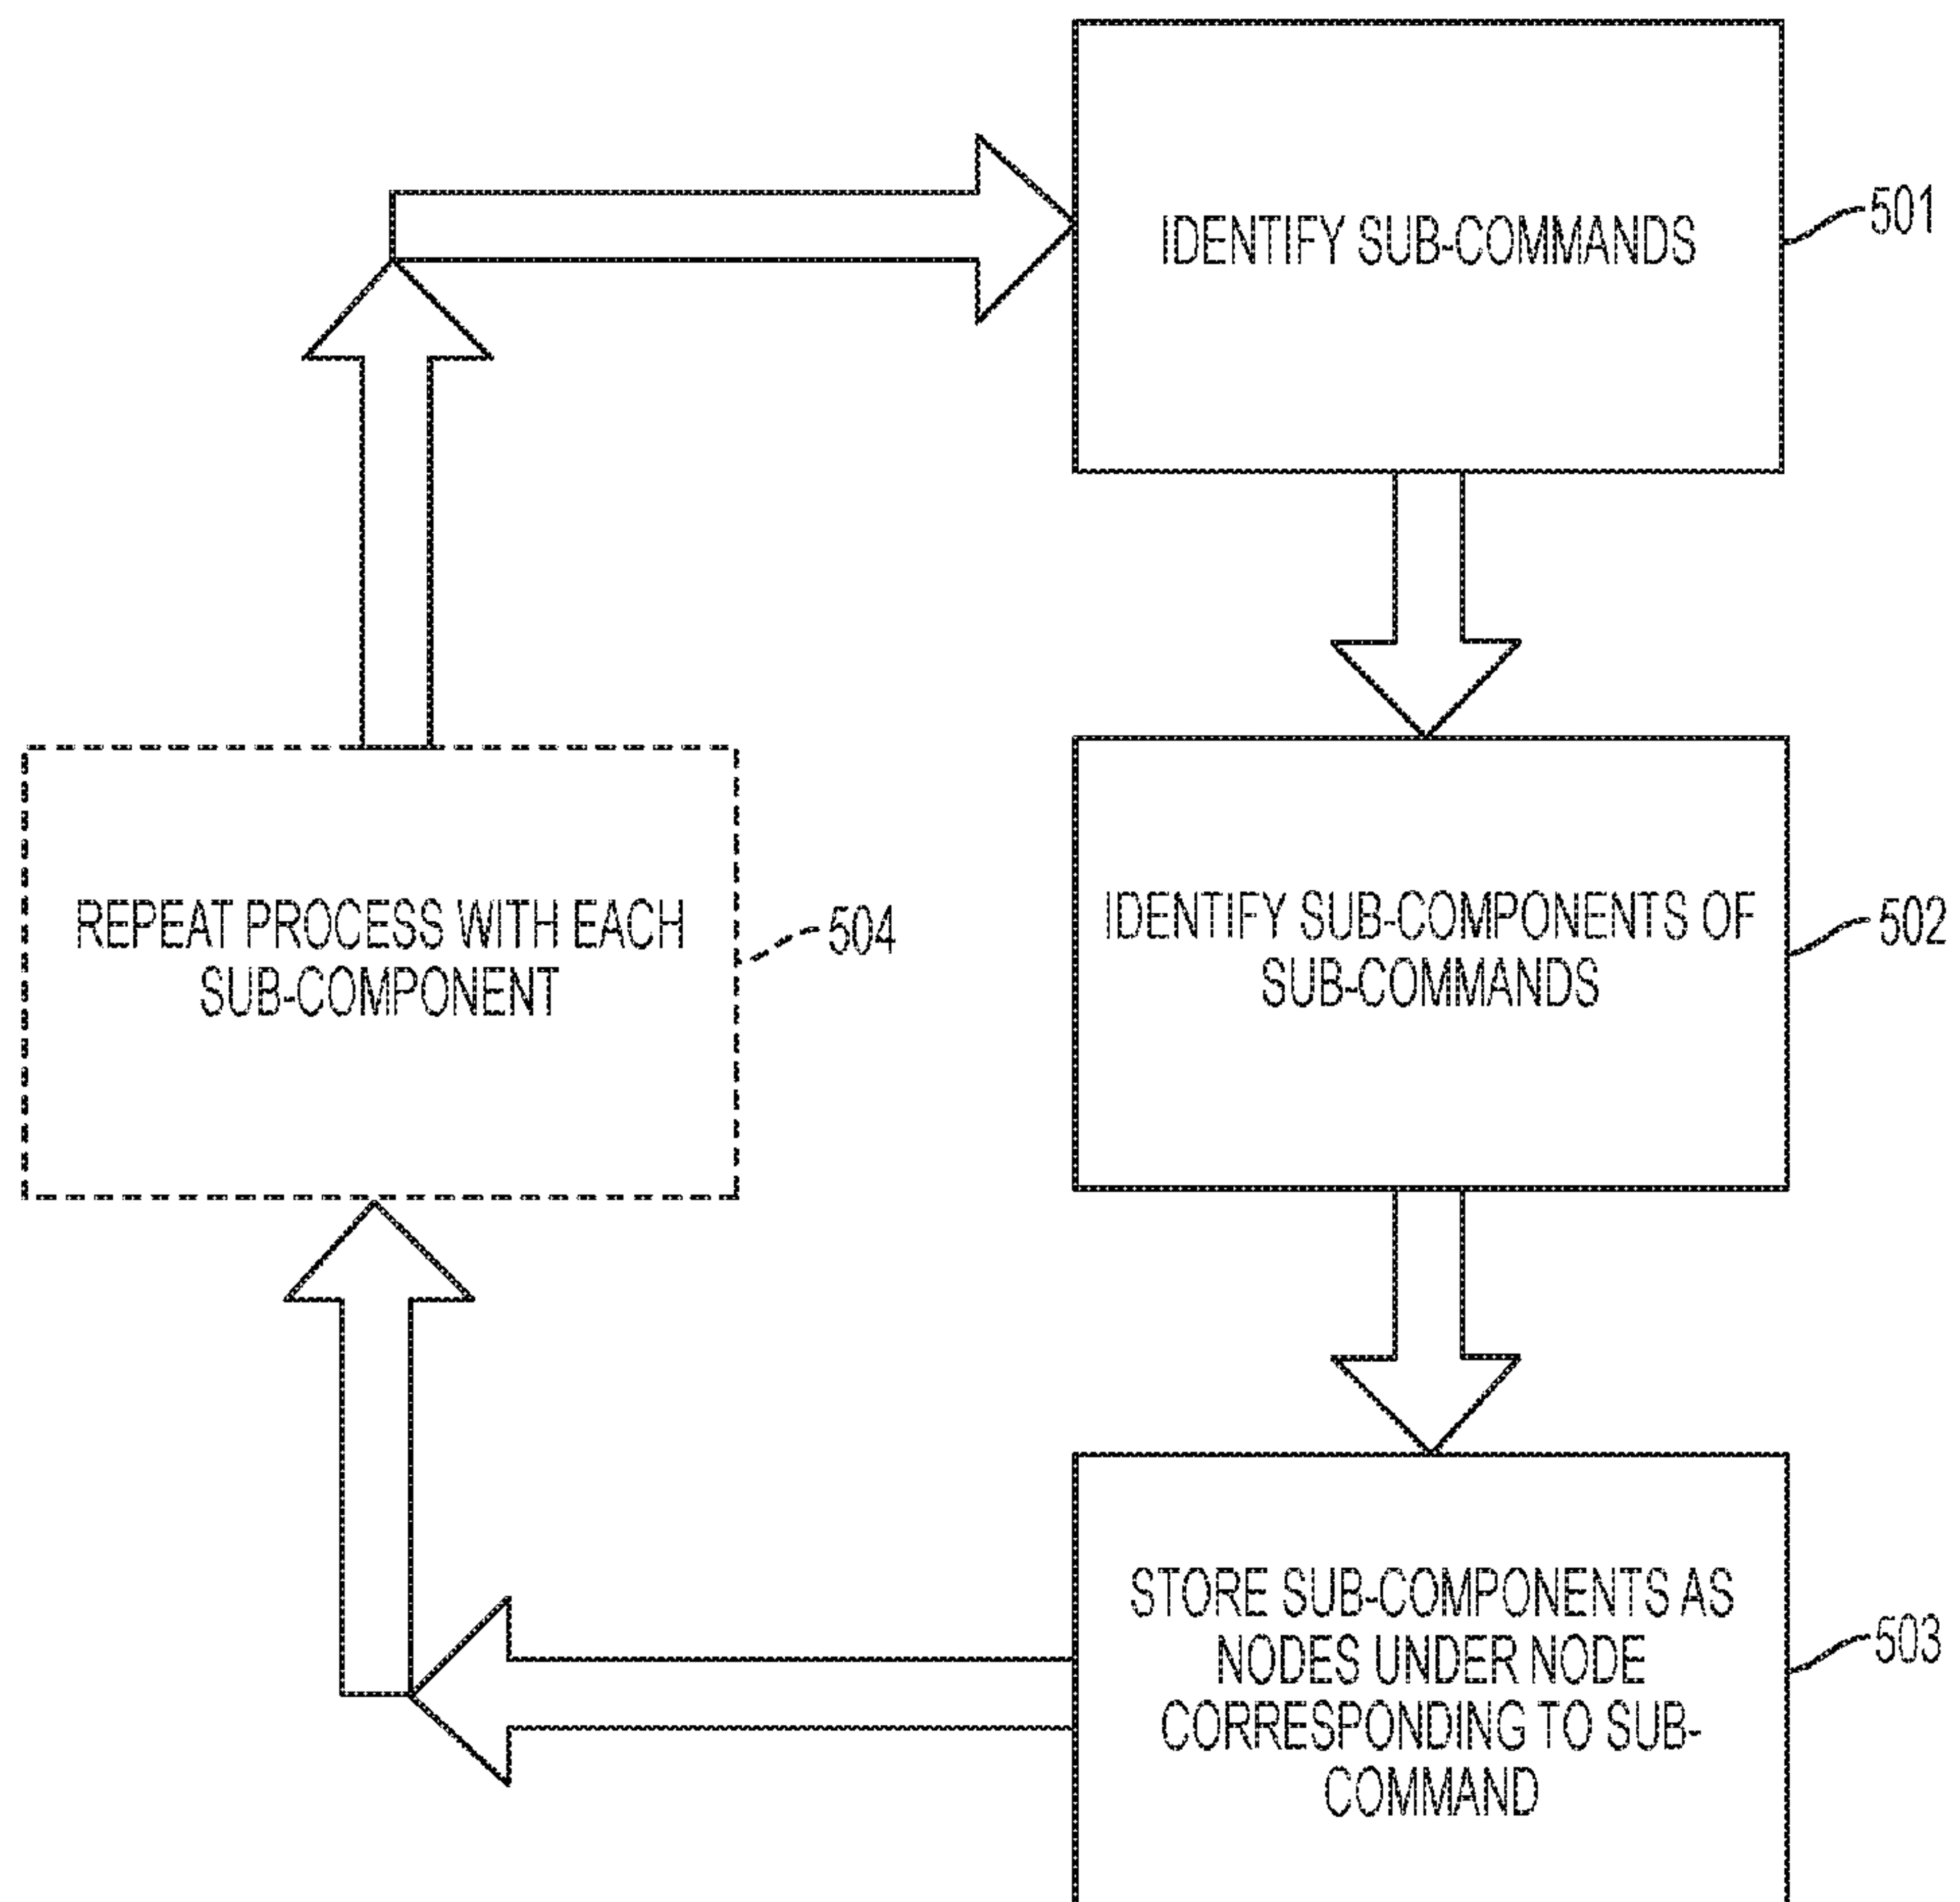 IDENTIFY SUB-COMMANDS
501
IDENTIFY SUB-COMPONENTS OF
SUB-COMMANDS
502
STORE SUB-COMPONENTS AS
NODES UNDER NODE
CORRESPONDING TO SUB-
COMMAND
503
REPEAT PROCESS WITH EACH
SUB-COMPONENT
504